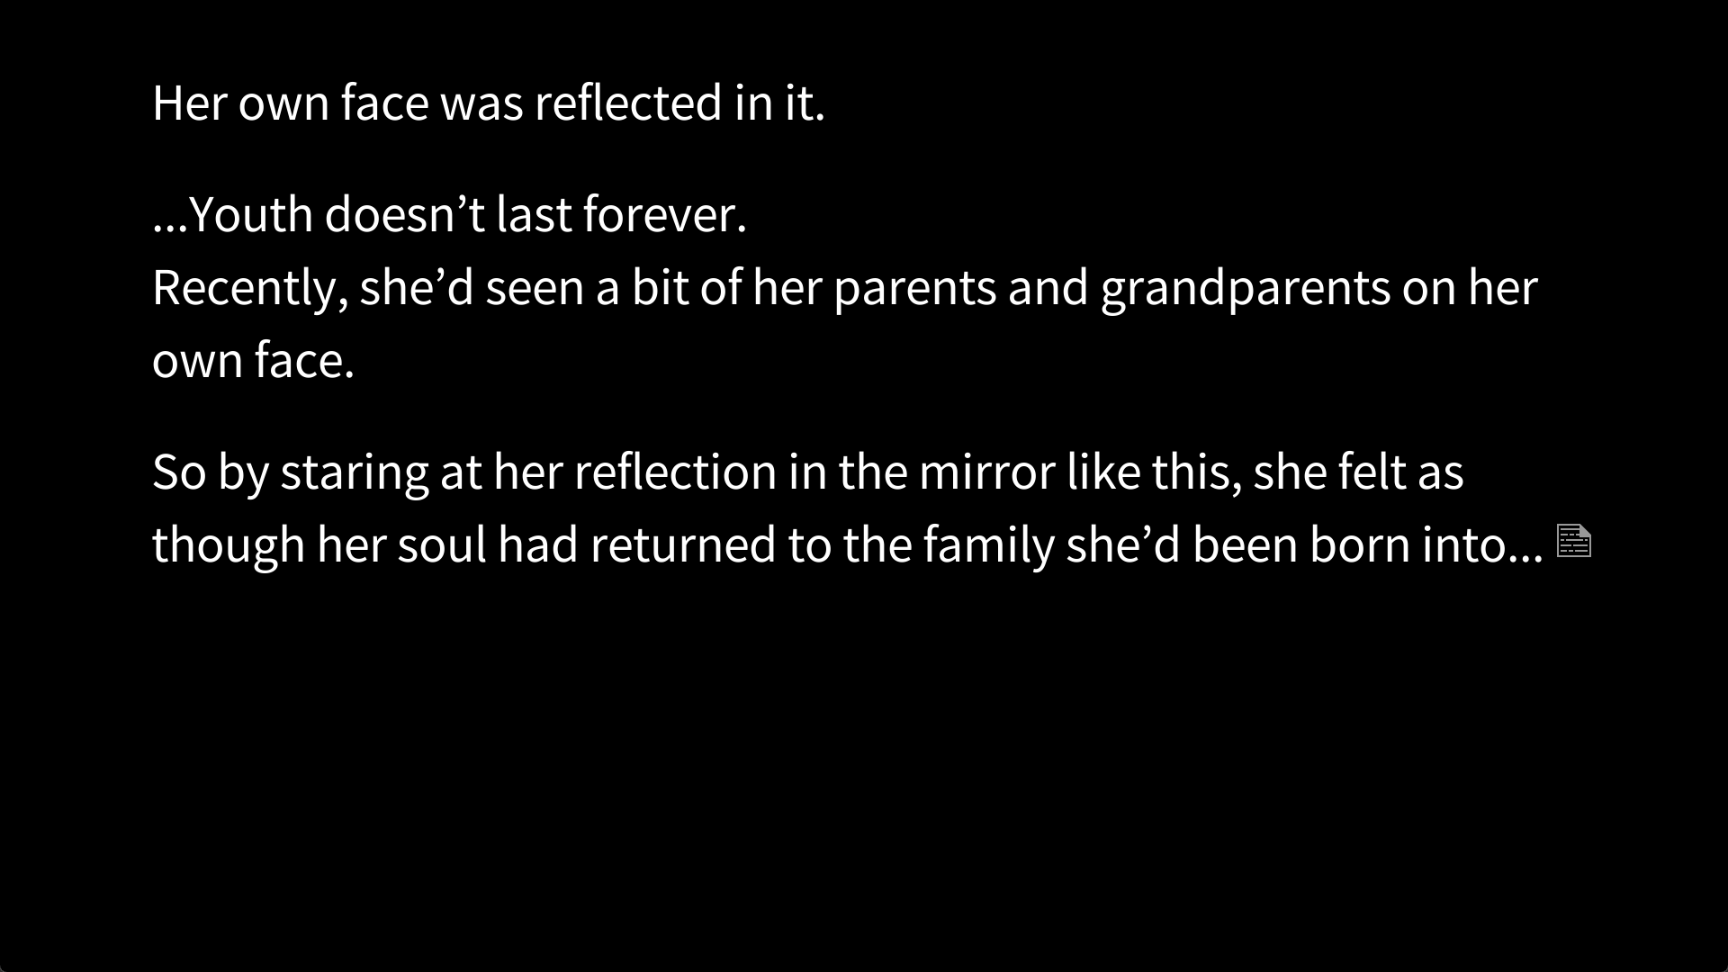 Her own face was reflected in it.
...Youth doesn’t last forever.
Recently, she’d seen a bit of her parents and grandparents on her
own face.
So by staring at her reflection in the mirror like this, she felt as
though her soul had returned to the family she’d been born into...